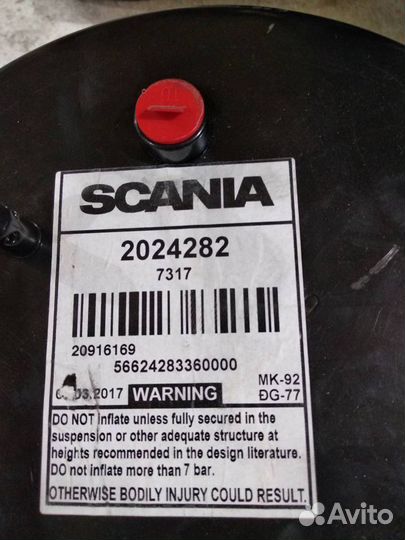 SCANIA
2024282
7317
20916169
56624283360000
.2017 WARNING MK-92
ĐG-77
DO NOT inflate unless fully secured in the
suspension or other adequate structure at
heights recommended in the design literature.
DO not inflate more than 7 bar.
OTHERWISE BODILY INJURY COULD RESULT.
Avito